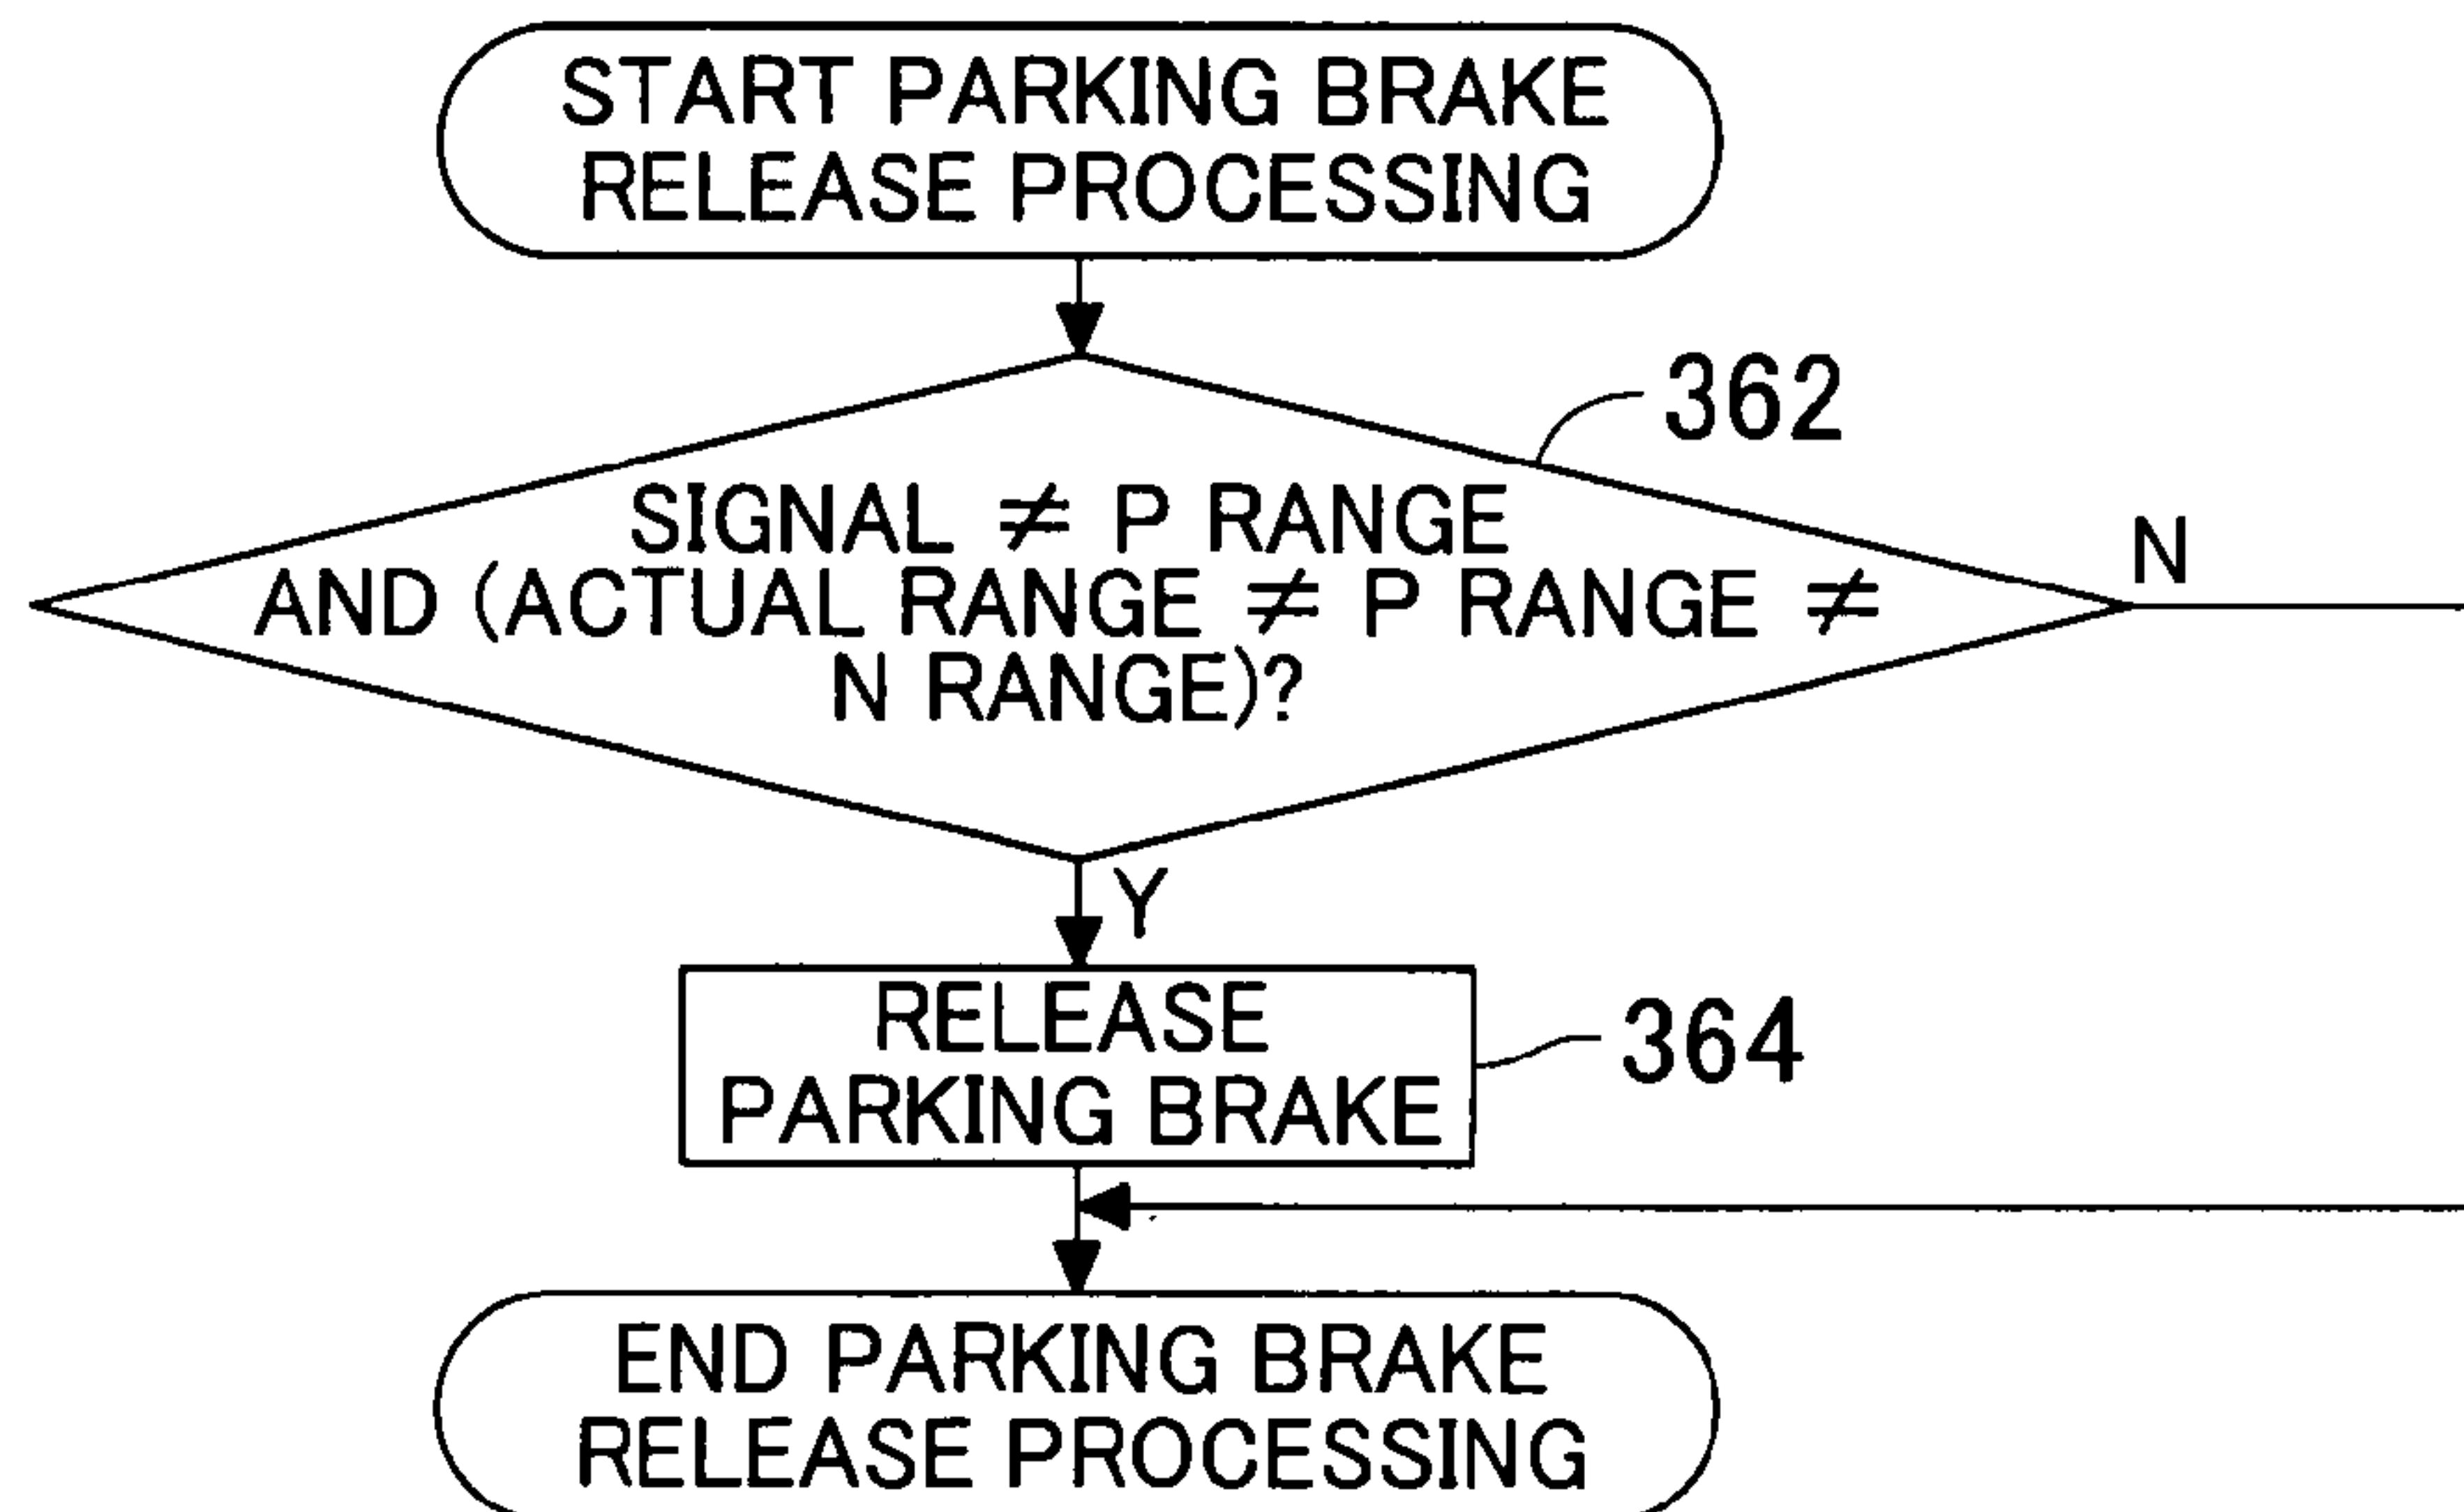 START PARKING BRAKE
RELEASE PROCESSING
362
SIGNAL ≠ P RANGE
AND (ACTUAL RANGE ≠ P RANGE ≠
N RANGE)?
N
Y
RELEASE
PARKING BRAKE
364
END PARKING BRAKE
RELEASE PROCESSING